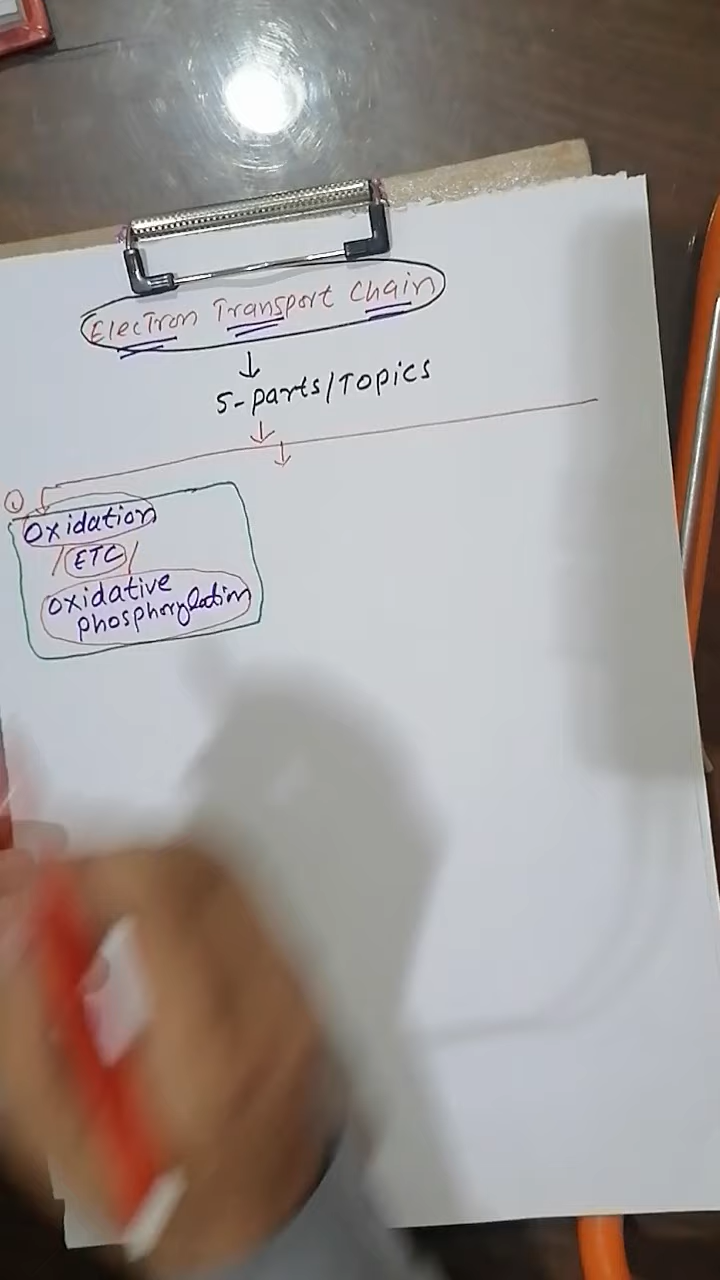 Electron Transport Chain
5-parts/Topics
1
Oxidation
/ETC/
oxidative
phosphorylation